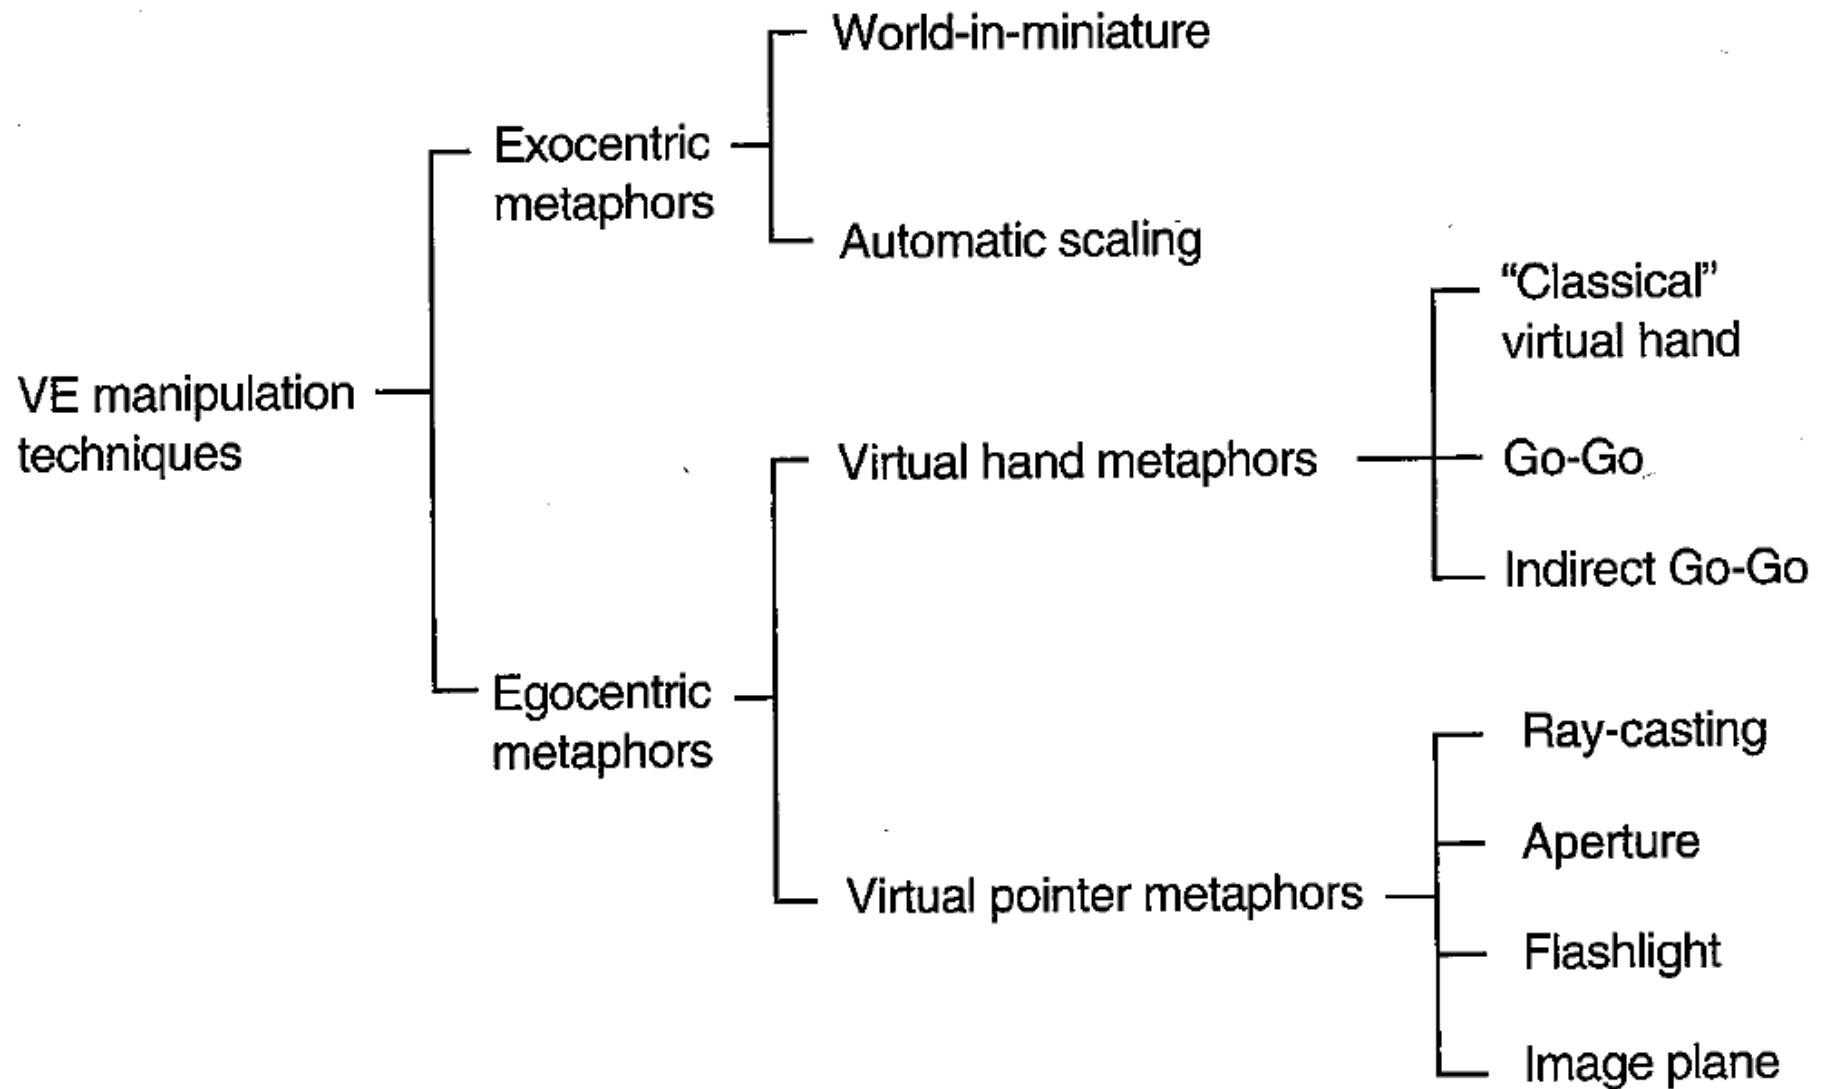 World-in-miniature
Exocentric
metaphors
Automatic scaling
"Classical"
virtual hand
VE manipulation
techniques
Virtual hand metaphors
Go-Go
Indirect Go-Go
Egocentric
metaphors
Ray-casting
Aperture
Virtual pointer metaphors
Flashlight
Image plane